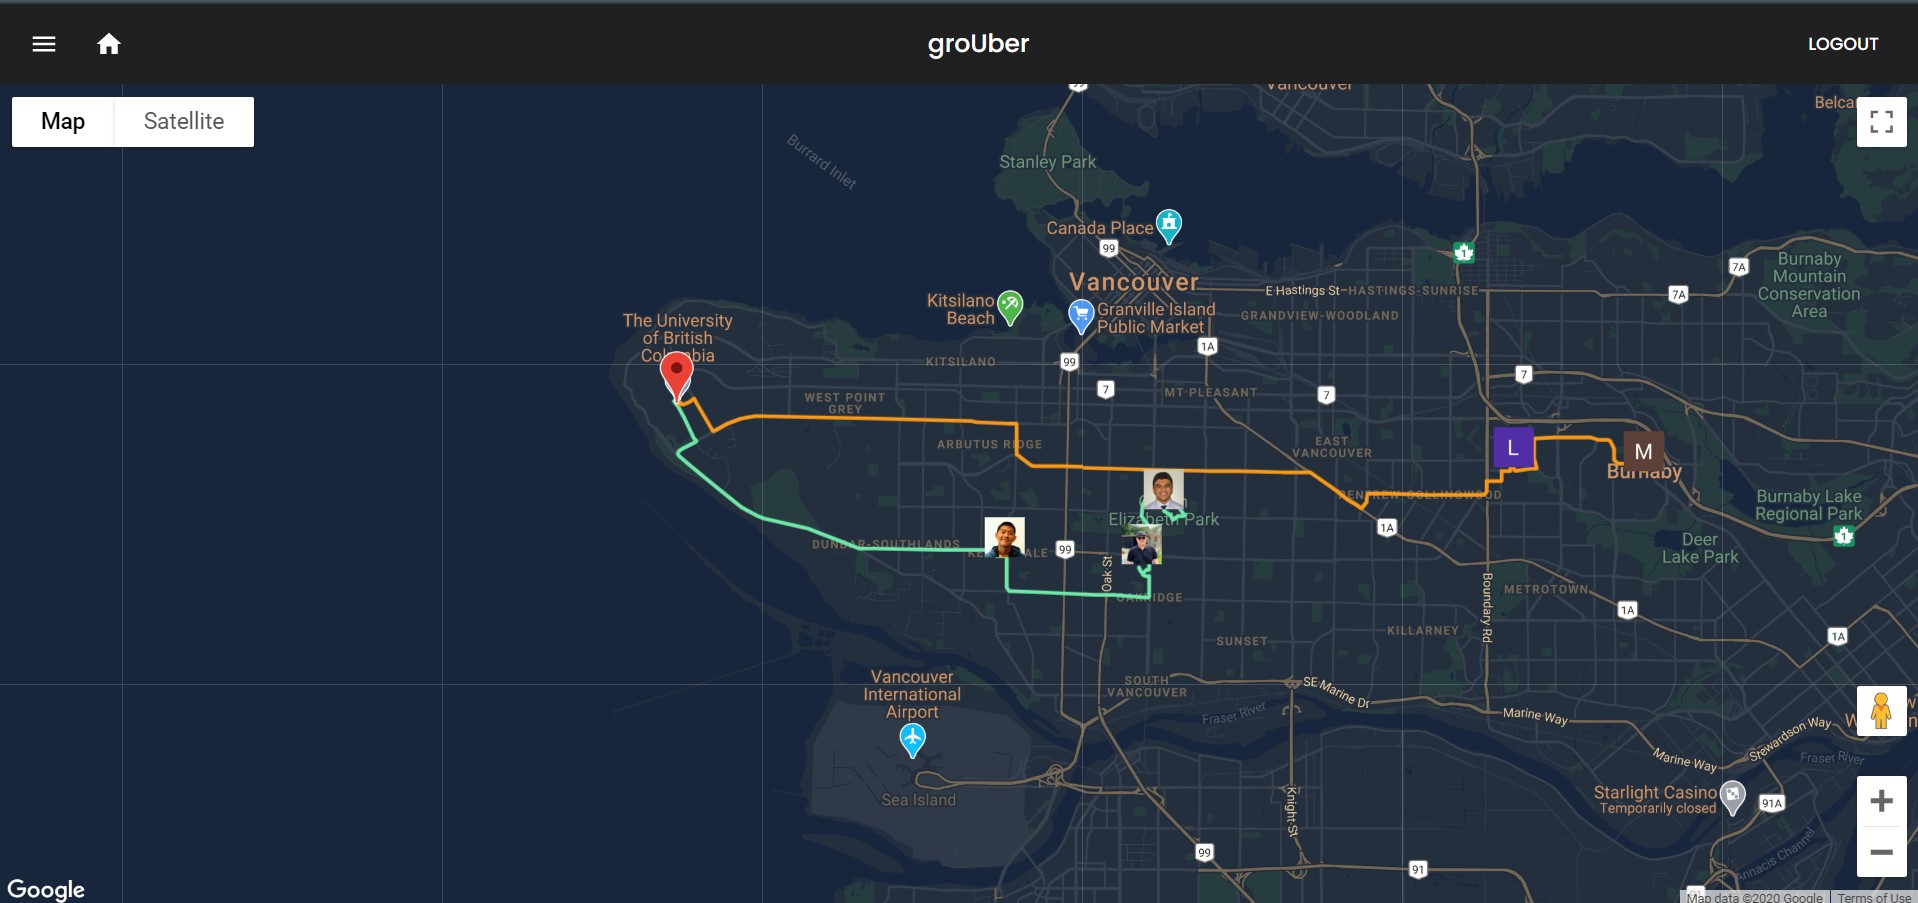 groUber
LOGOUT
Map
Satellite
Vancouver
Belca
Burrard Inlet
Stanley Park
Canada Place
99
1
Vancouver
E Hastings St
HASTINGS-SUNRISE
7A
7A
Burnaby
Mountain
Conservation
Area
Kitsilano
Beach
Granville Island
Public Market
GRANDVIEW-WOODLAND
The University
of British
Columbia
KITSILANO
99
1A
7
7
7
WEST POINT
GREY
MT PLEASANT
ARBUTUS RIDGE
EAST
VANCOUVER
L
M
Burnaby
RENFREW-COLLINGWOOD
Elizabeth Park
1A
Burnaby Lake
Regional Park
1
DUNBAR-SOUTHLANDS
99
Oak St
Deer
Lake Park
OAKRIDGE
Boundary Rd
METROTOWN
1A
1A
SUNSET
KILLARNEY
Vancouver
International
Airport
SOUTH
VANCOUVER
SE Marine Dr
Fraser River
Marine Way
Marine Way
Stewardson Way
Fraser River
Sea Island
Knight St
Starlight Casino
Temporarily closed
91A
99
91
Annacis Channel
Google
Map data ©2020 Google
Terms of Use